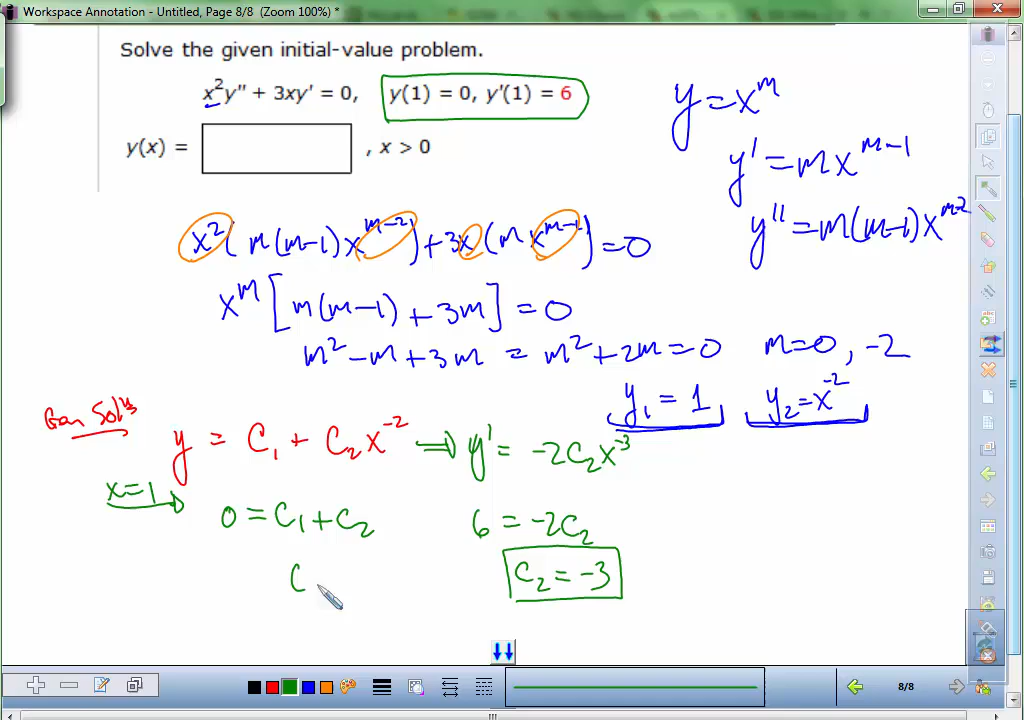 Workspace Annotation - Untitled, Page 8/8 (Zoom 100%) *
Solve the given initial-value problem.
x²y'' + 3xy' = 0, y(1) = 0, y'(1) = 6
y(x) = , x > 0
y = x^m
y' = mx^(m-1)
y'' = m(m-1)x^(m-2)
x²(m(m-1)x^(m-2)) + 3x(mx^(m-1)) = 0
x^m[m(m-1) + 3m] = 0
m² - m + 3m = m² + 2m = 0 m = 0, -2
y₁ = 1 y₂ = x^-2
Gen Sol'n
y = C₁ + C₂x^-2 ⇒ y' = -2C₂x^-3
x=1
0 = C₁ + C₂ 6 = -2C₂
C C₂ = -3
8/8